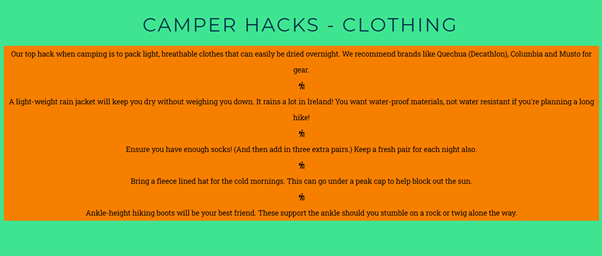 CAMPER HACKS - CLOTHING
Our top hack when camping is to pack light, breathable clothes that can easily be dried overnight. We recommend brands like Quechua (Decathlon), Columbia and Musto for
gear.
A light-weight rain jacket will keep you dry without weighing you down. It rains a lot in Ireland! You want water-proof materials, not water resistant if you're planning a long
hike!
Ensure you have enough socks! (And then add in three extra pairs.) Keep a fresh pair for each night also.
Bring a fleece lined hat for the cold mornings. This can go under a peak cap to help block out the sun.
Ankle-height hiking boots will be your best friend. These support the ankle should you stumble on a rock or twig alone the way.